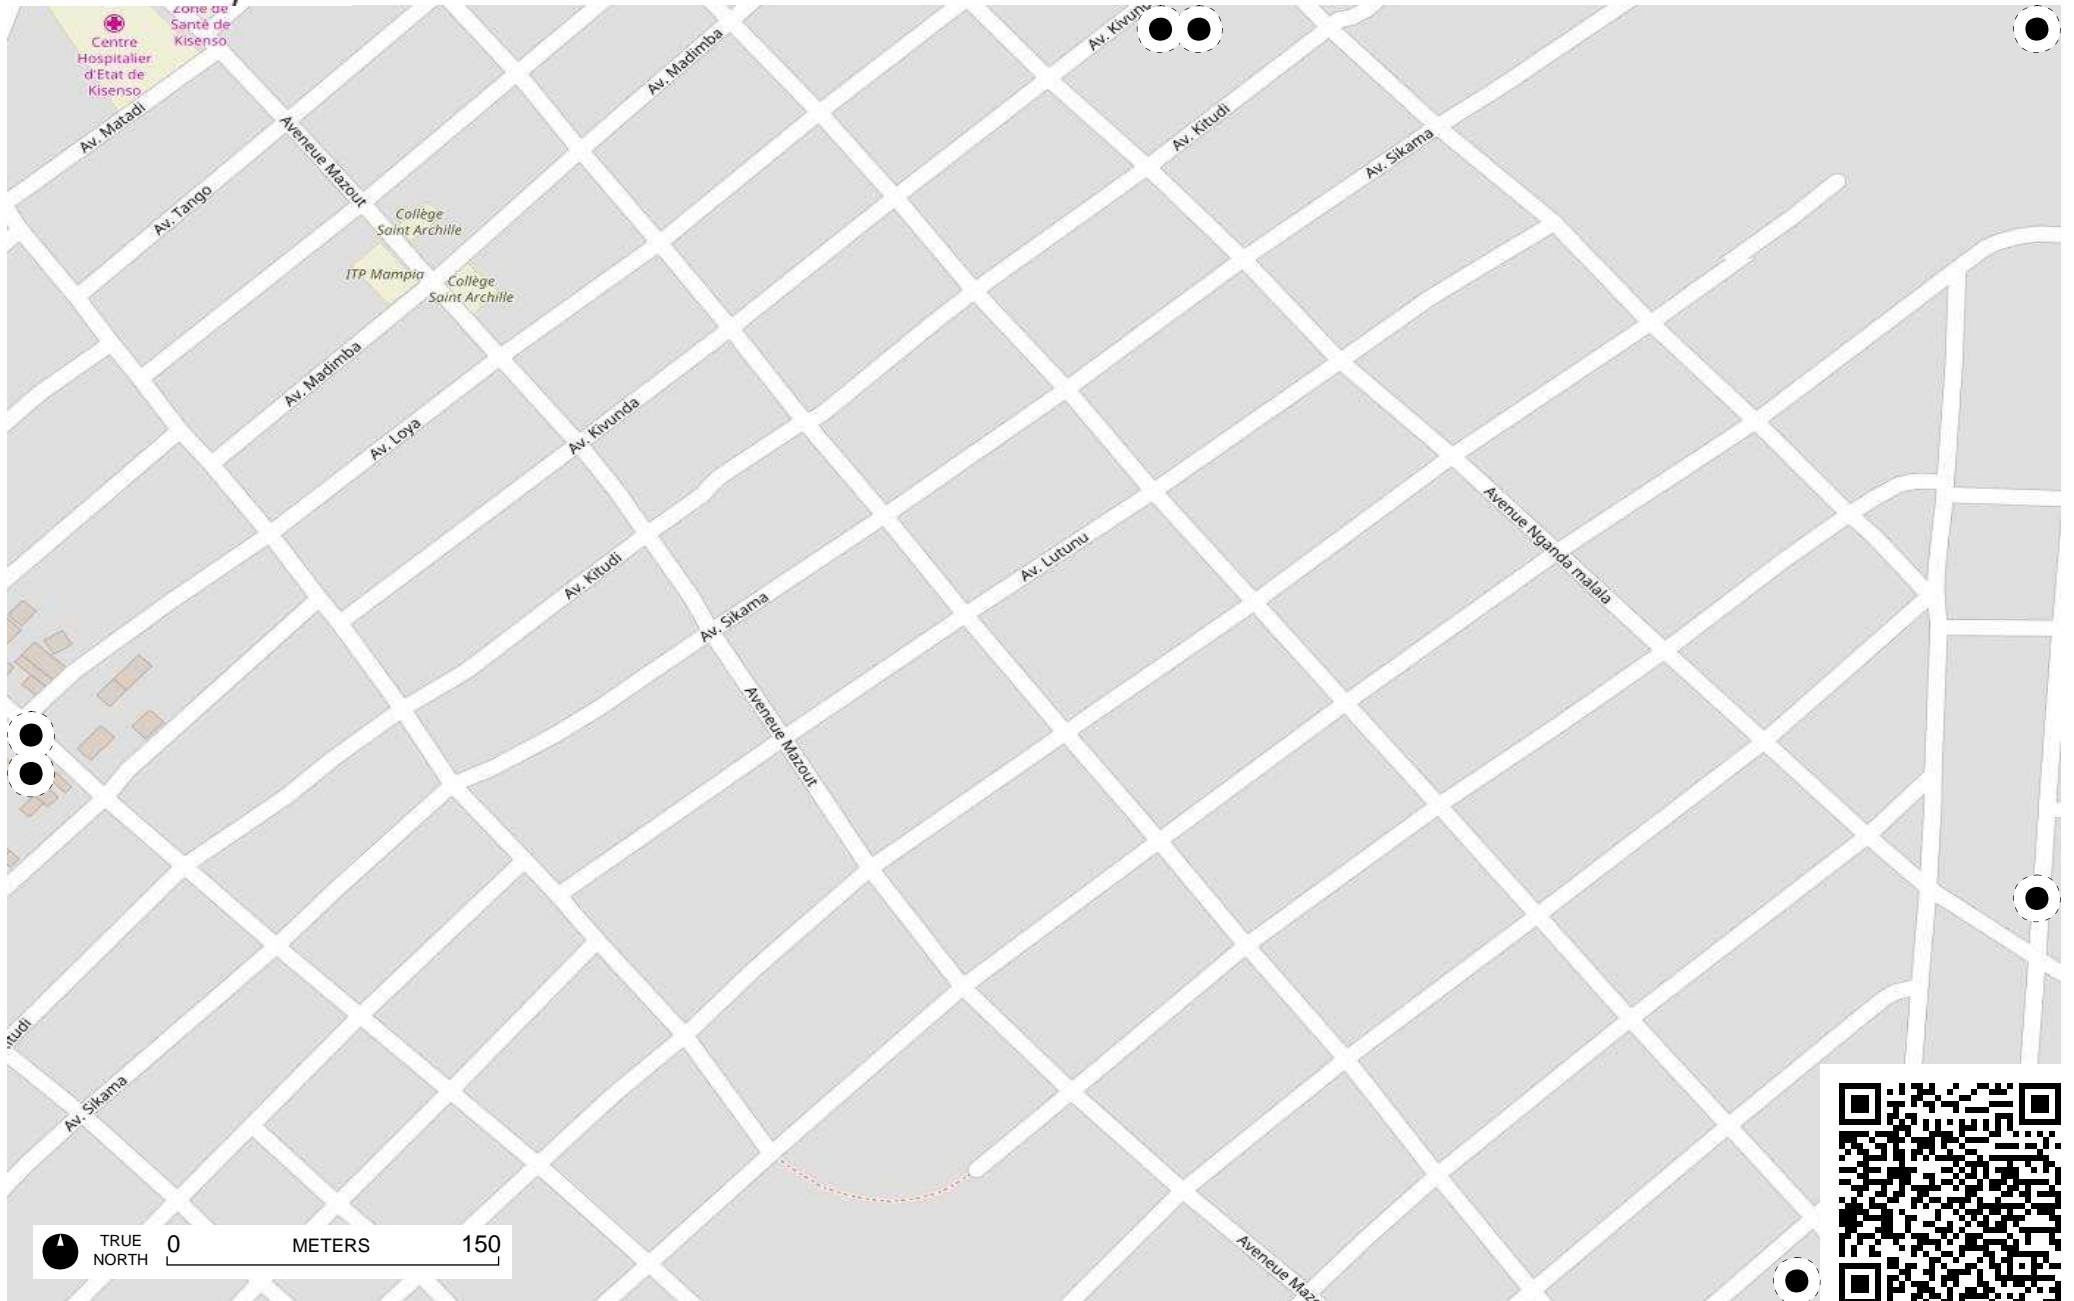 Zone de
Santé de
Kisenso
Centre
Hospitalier
d'Etat de
Kisenso
Av. Matadi
Av. Tango
Aveneue Mazout
Av. Madimba
Av. Kitudi
Av. Sikama
Collège
Saint Archille
ITP Mampia
Collège
Saint Archille
Av. Madimba
Av. Loya
Av. Kivunda
Av. Kitudi
Av. Sikama
Av. Lutunu
Avenue Nganda malala
Aveneue Mazout
Av. Sikama
TRUE
NORTH
0 METERS 150